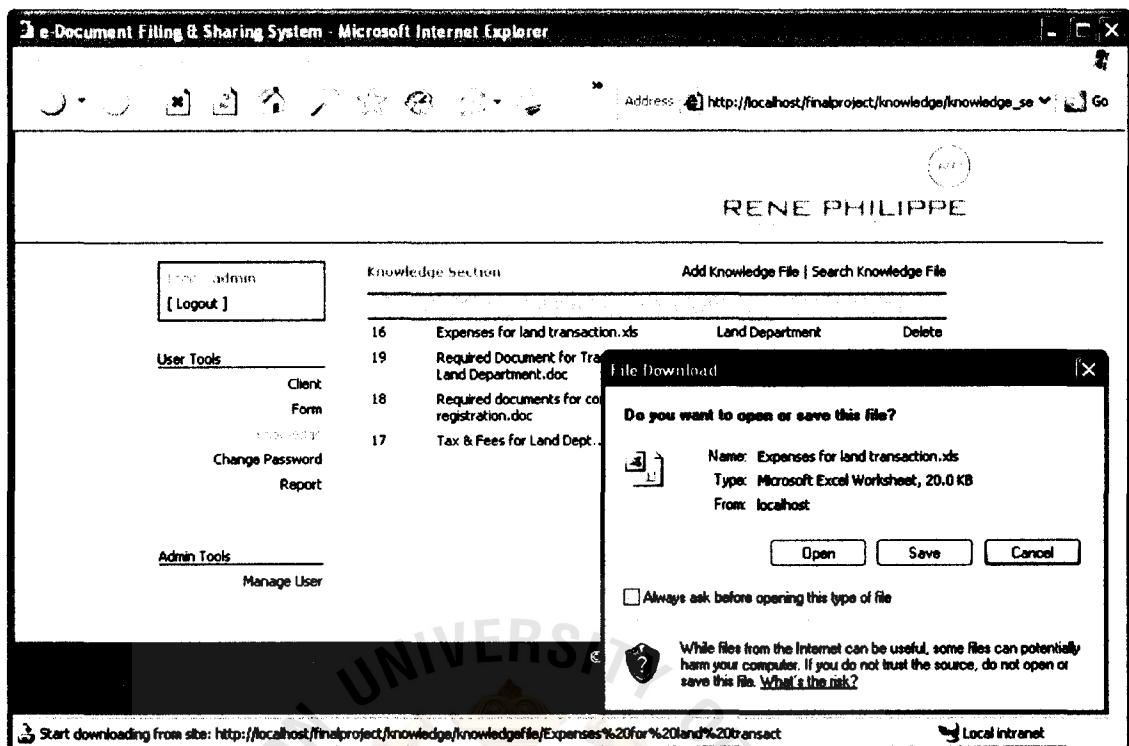 e-Document Filing & Sharing System - Microsoft Internet Explorer
» Address http://localhost/finalproject/knowledge/knowledge_se Go
RENE PHILIPPE
admin
[ Logout ]
Knowledge Section Add Knowledge File | Search Knowledge File
16 Expenses for land transaction.xls Land Department Delete
19 Required Document for Tra
Land Department.doc
18 Required documents for co
registration.doc
17 Tax & Fees for Land Dept..
User Tools
Client
Form
Knowledge
Change Password
Report
Admin Tools
Manage User
File Download
Do you want to open or save this file?
Name: Expenses for land transaction.xls
Type: Microsoft Excel Worksheet, 20.0 KB
From: localhost
Open Save Cancel
Always ask before opening this type of file
While files from the Internet can be useful, some files can potentially
harm your computer. If you do not trust the source, do not open or
save this file. What's the risk?
UNIVERSITY
Start downloading from site: http://localhost/finalproject/knowledge/knowledgefile/Expenses%20for%20land%20transact Local intranet